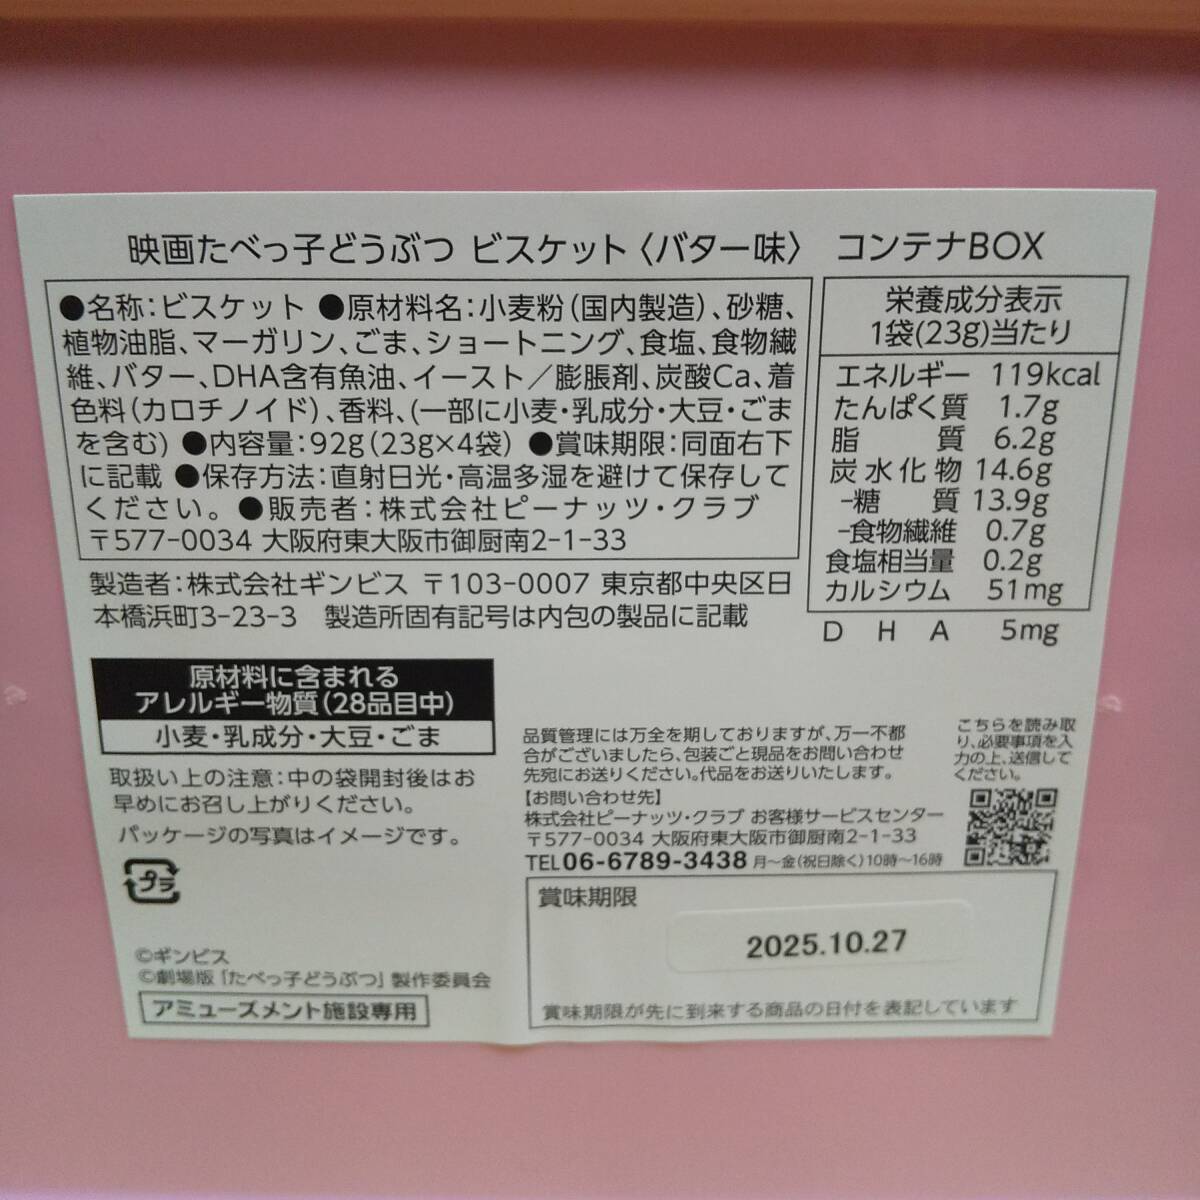 映画たべっ子どうぶつ ビスケット〈バター味〉 コンテナBOX
●名称：ビスケット ●原材料名：小麦粉（国内製造）、砂糖、
植物油脂、マーガリン、ごま、ショートニング、食塩、食物繊
維、バター、DHA含有魚油、イースト／膨脹剤、炭酸Ca、着
色料（カロチノイド）、香料、（一部に小麦・乳成分・大豆・ごま
を含む） ●内容量：92g（23g×4袋） ●賞味期限：同面右下
に記載 ●保存方法：直射日光・高温多湿を避けて保存して
ください。 ●販売者：株式会社ピーナッツ・クラブ
〒577-0034 大阪府東大阪市御厨南2-1-33
製造者：株式会社ギンビス 〒103-0007 東京都中央区日
本橋浜町3-23-3 製造所固有記号は内包の製品に記載
栄養成分表示
1袋(23g)当たり
エネルギー 119kcal
たんぱく質 1.7g
脂質 6.2g
炭水化物 14.6g
-糖質 13.9g
-食物繊維 0.7g
食塩相当量 0.2g
カルシウム 51mg
DHA 5mg
原材料に含まれる
アレルギー物質（28品目中）
小麦・乳成分・大豆・ごま
取扱い上の注意：中の袋開封後はお
早めにお召し上がりください。
パッケージの写真はイメージです。
プラ
©ギンビス
©劇場版「たべっ子どうぶつ」製作委員会
アミューズメント施設専用
品質管理には万全を期しておりますが、万一不都
合がございましたら、包装ごと現品をお問い合わせ
先宛にお送りください。代品をお送りいたします。
【お問い合わせ先】
株式会社ピーナッツ・クラブ お客様サービスセンター
〒577-0034 大阪府東大阪市御厨南2-1-33
TEL06-6789-3438 月～金（祝日除く）10時～16時
こちらを読み取
り、必要事項を入
力の上、送信して
ください。
賞味期限
2025.10.27
賞味期限が先に到来する商品の日付を表記しています